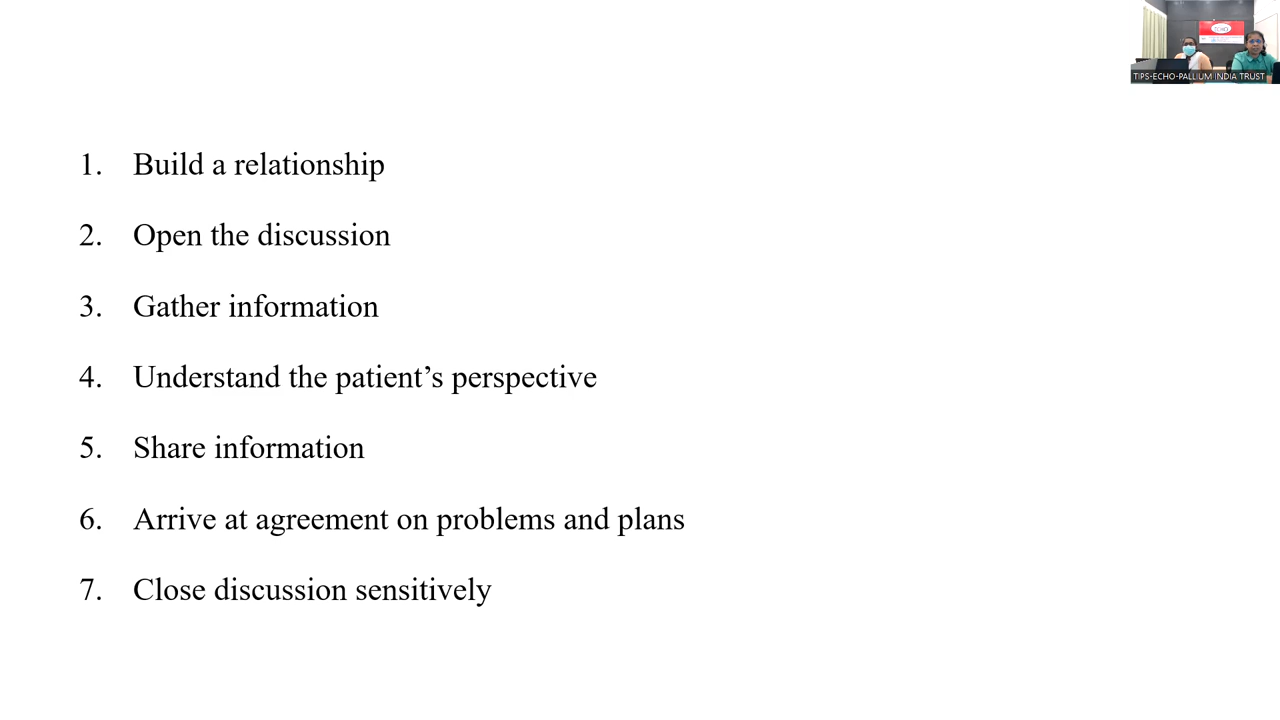 TIPS-ECHO-PALLIUM INDIA TRUST
1. Build a relationship
2. Open the discussion
3. Gather information
4. Understand the patient’s perspective
5. Share information
6. Arrive at agreement on problems and plans
7. Close discussion sensitively